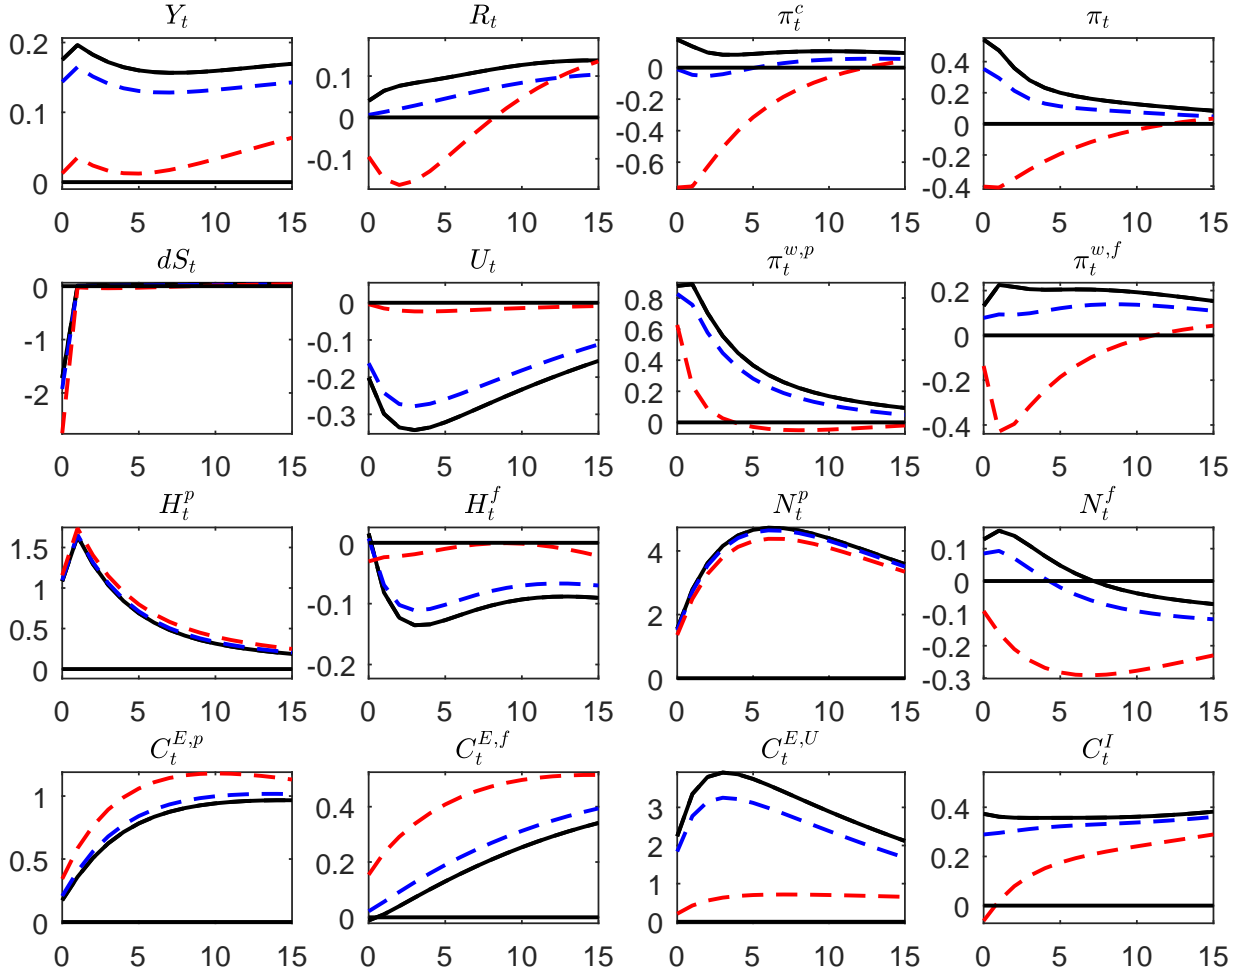 Y_t R_t π_t^c π_t
0.2 0.1 0
0.1 0 -0.1
0 -0.2 -0.4 -0.6
0.4 0.2 0 -0.2 -0.4
0 5 10 15 0 5 10 15 0 5 10 15 0 5 10 15
dS_t U_t π_t^{w,p} π_t^{w,f}
0 -1 -2
0 -0.1 -0.2 -0.3
0.8 0.6 0.4 0.2 0
0.2 0 -0.2 -0.4
0 5 10 15 0 5 10 15 0 5 10 15 0 5 10 15
H_t^p H_t^f N_t^p N_t^f
1.5 1 0.5 0
0 -0.1 -0.2
4 2 0
0.1 0 -0.1 -0.2 -0.3
0 5 10 15 0 5 10 15 0 5 10 15 0 5 10 15
C_t^{E,p} C_t^{E,f} C_t^{E,U} C_t^I
1 0.5 0
0.4 0.2 0
3 2 1 0
0.4 0.2 0
0 5 10 15 0 5 10 15 0 5 10 15 0 5 10 15